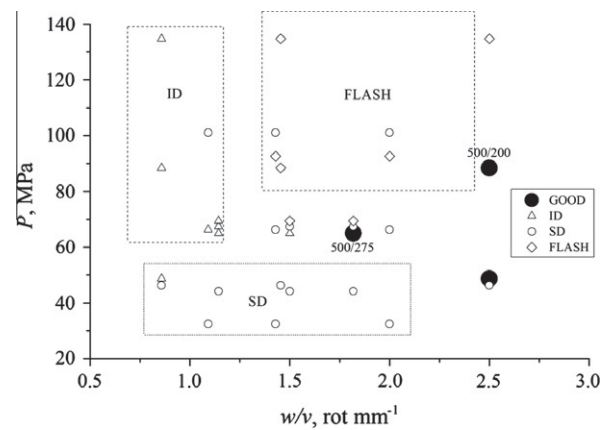 140
120
100
80
60
40
20
P, MPa
ID
FLASH
500/200
500/275
SD
GOOD
ID
SD
FLASH
0.5 1.0 1.5 2.0 2.5 3.0
w/v, rot mm⁻¹